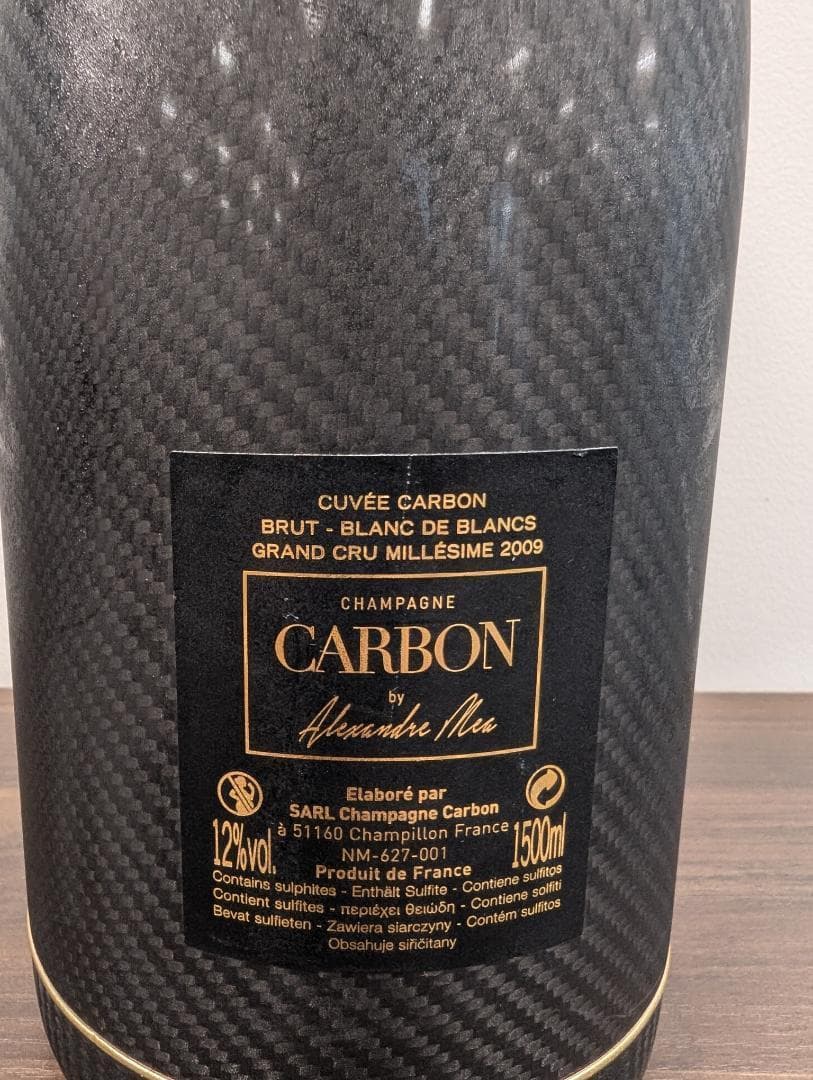 CUVÉE CARBON
BRUT - BLANC DE BLANCS
GRAND CRU MILLÉSIME 2009
CHAMPAGNE
CARBON
by
Alexandre Mea
Elaboré par
SARL Champagne Carbon
à 51160 Champillon France
12%vol.
1500ml
NM-627-001
Produit de France
Contains sulphites - Enthält Sulfite - Contiene sulfitos
Contient sulfites - περιέχει θειώδη - Contiene solfiti
Bevat sulfieten - Zawiera siarczyny - Contém sulfitos
Obsahuje siřičitany